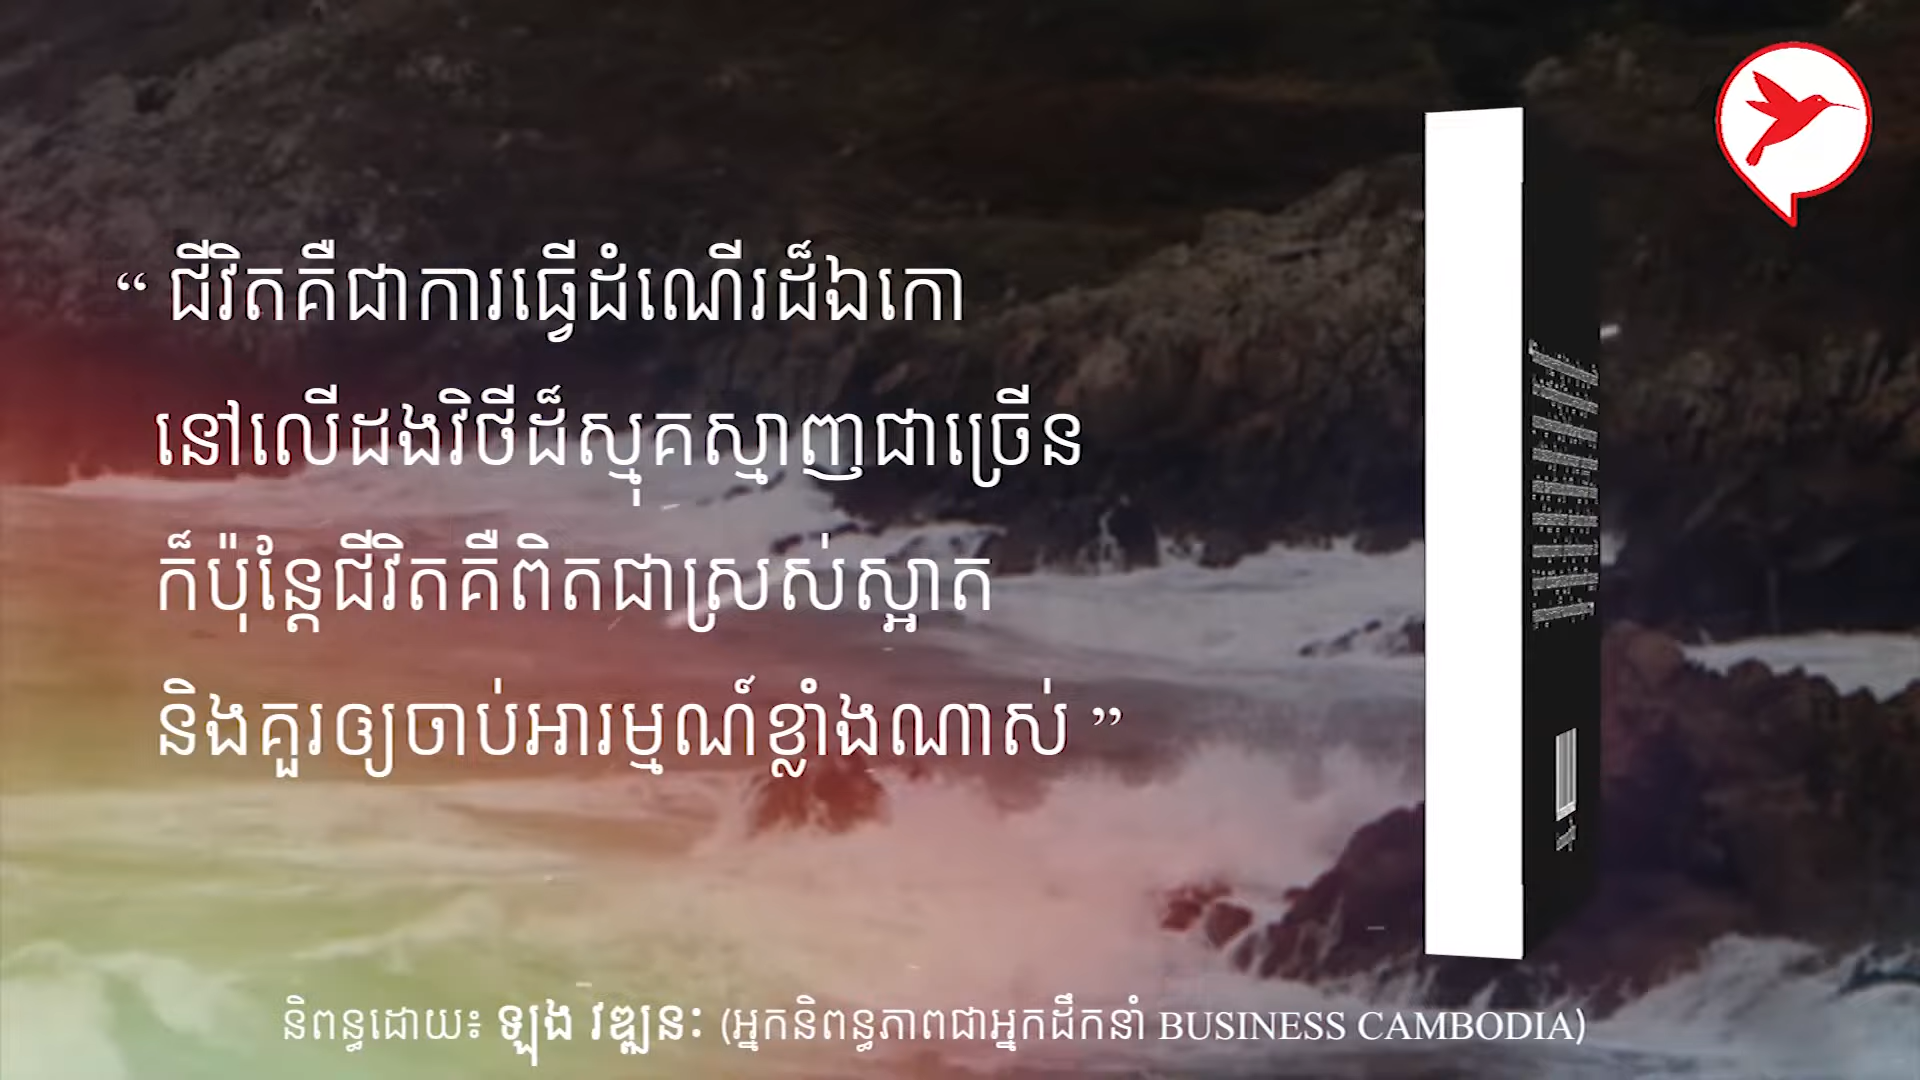 “ ជីវិតគឺជាការធ្វើដំណើរដ៏ឯកោ
នៅលើដងវិថីដ៏ស្មុគស្មាញជាច្រើន
ក៏ប៉ុន្តែជីវិតគឺពិតជាស្រស់ស្អាត
និងគួរឲ្យចាប់អារម្មណ៍ខ្លាំងណាស់ ”
និពន្ធដោយ៖ ឡុង វឌ្ឍនៈ (អ្នកនិពន្ធភាពជាអ្នកដឹកនាំ BUSINESS CAMBODIA)